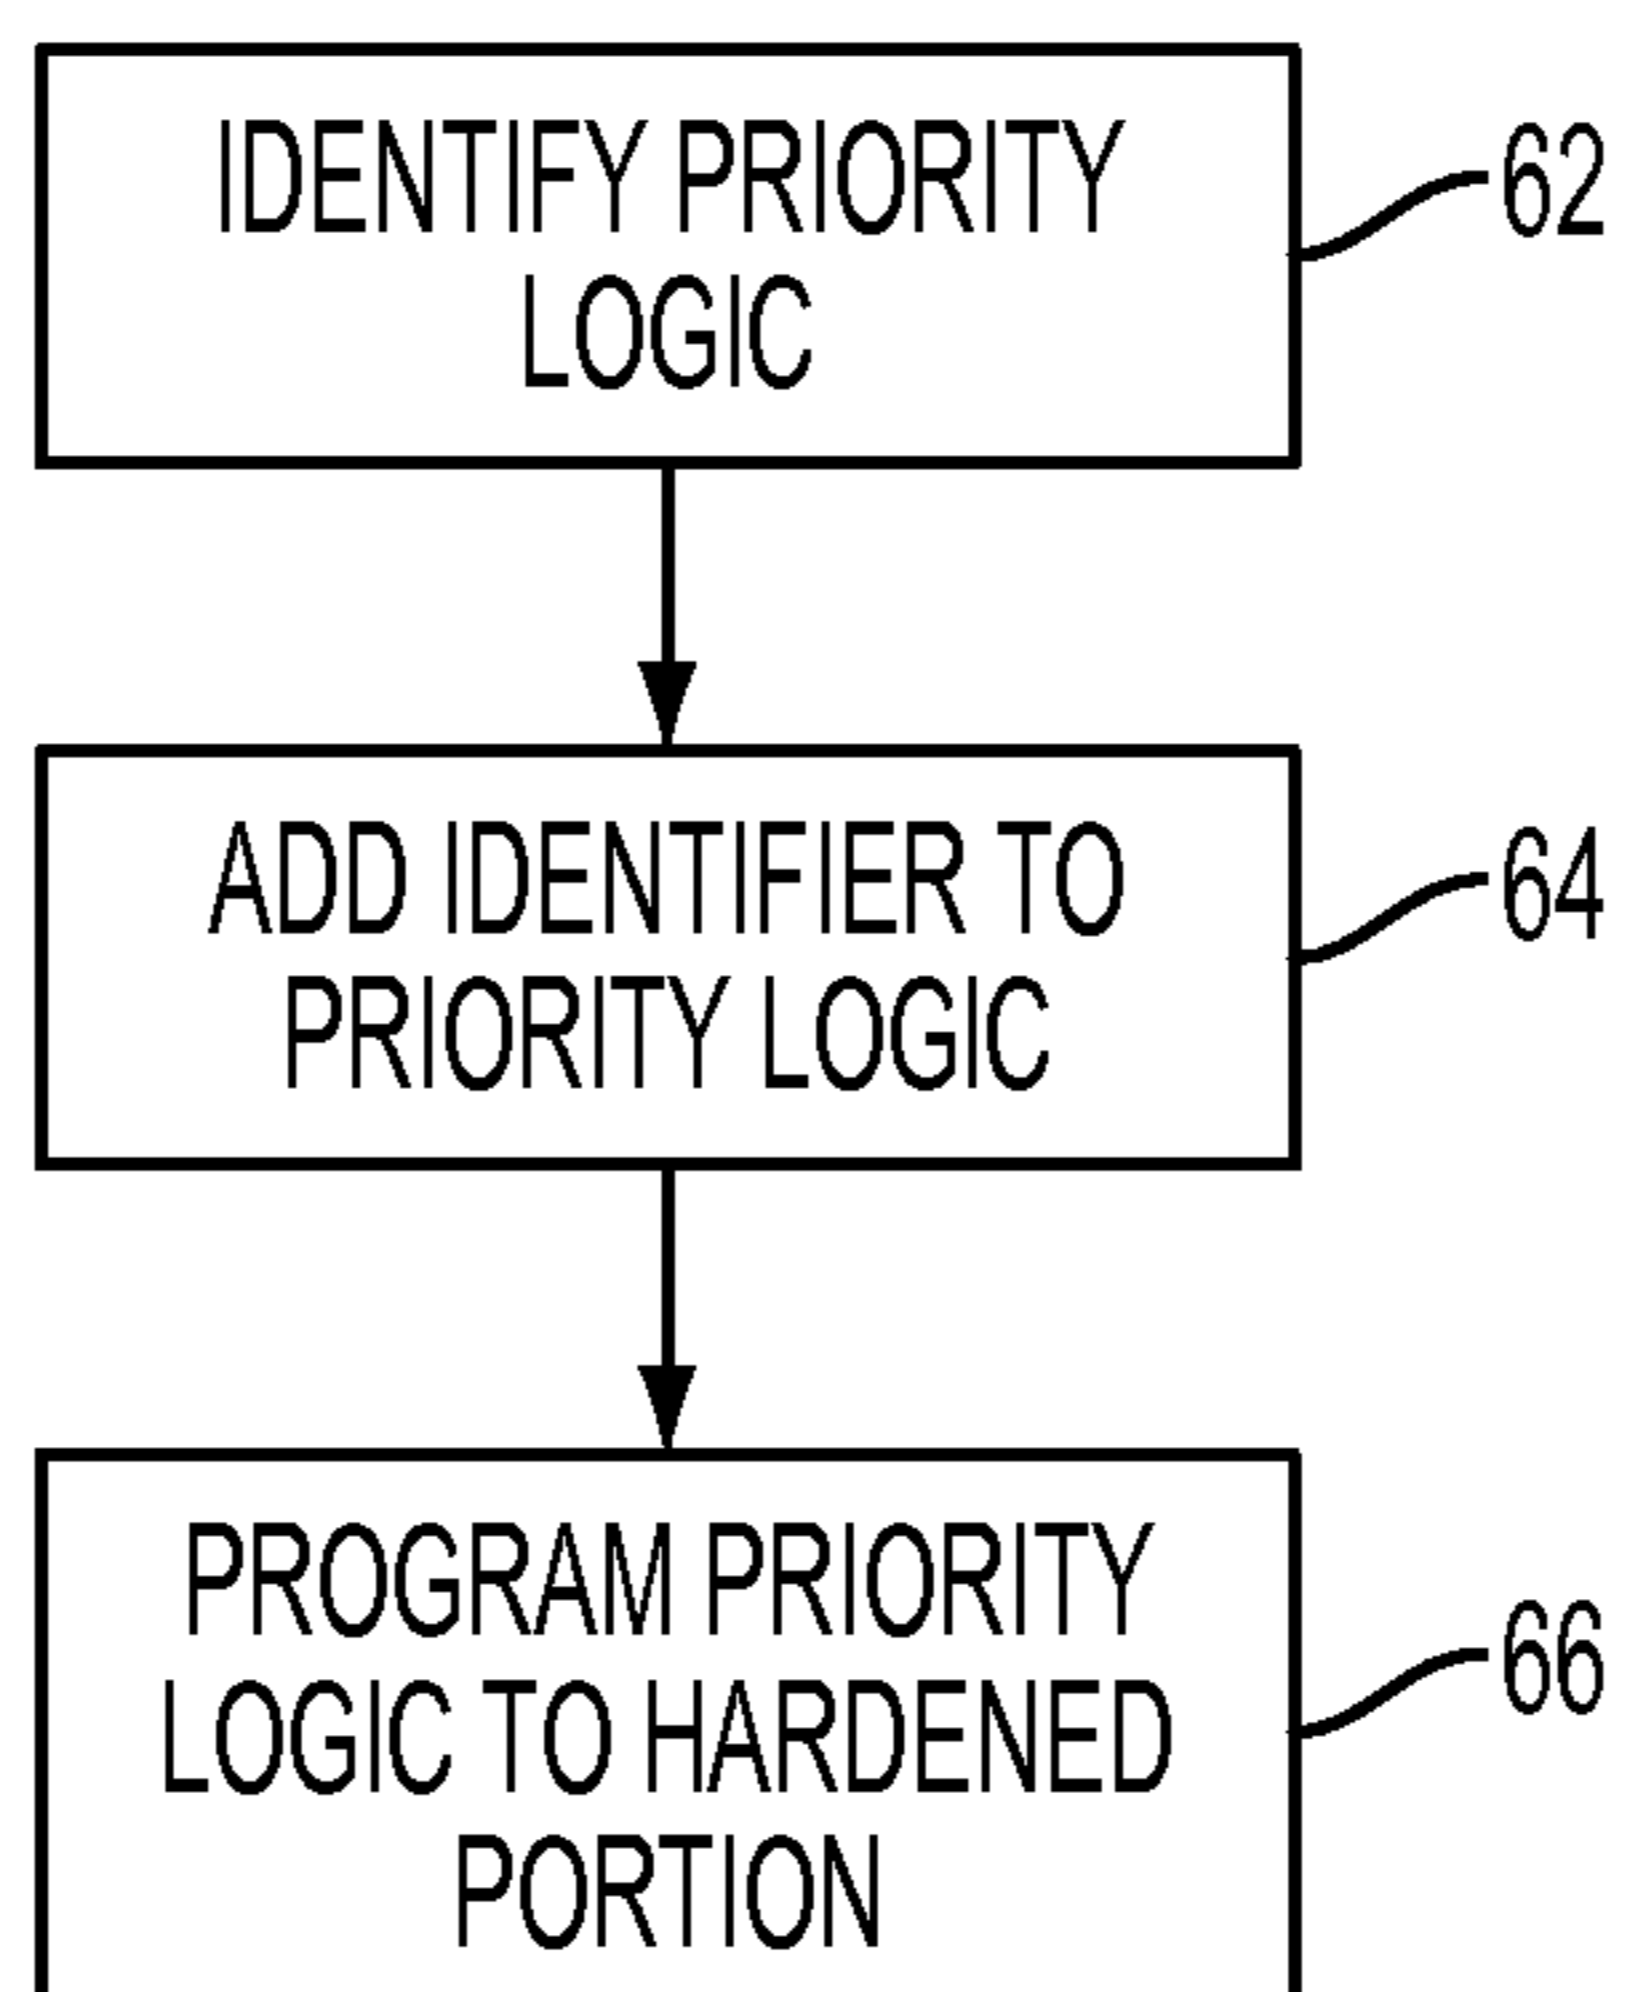 IDENTIFY PRIORITY
LOGIC
62
ADD IDENTIFIER TO
PRIORITY LOGIC
64
PROGRAM PRIORITY
LOGIC TO HARDENED
PORTION
66